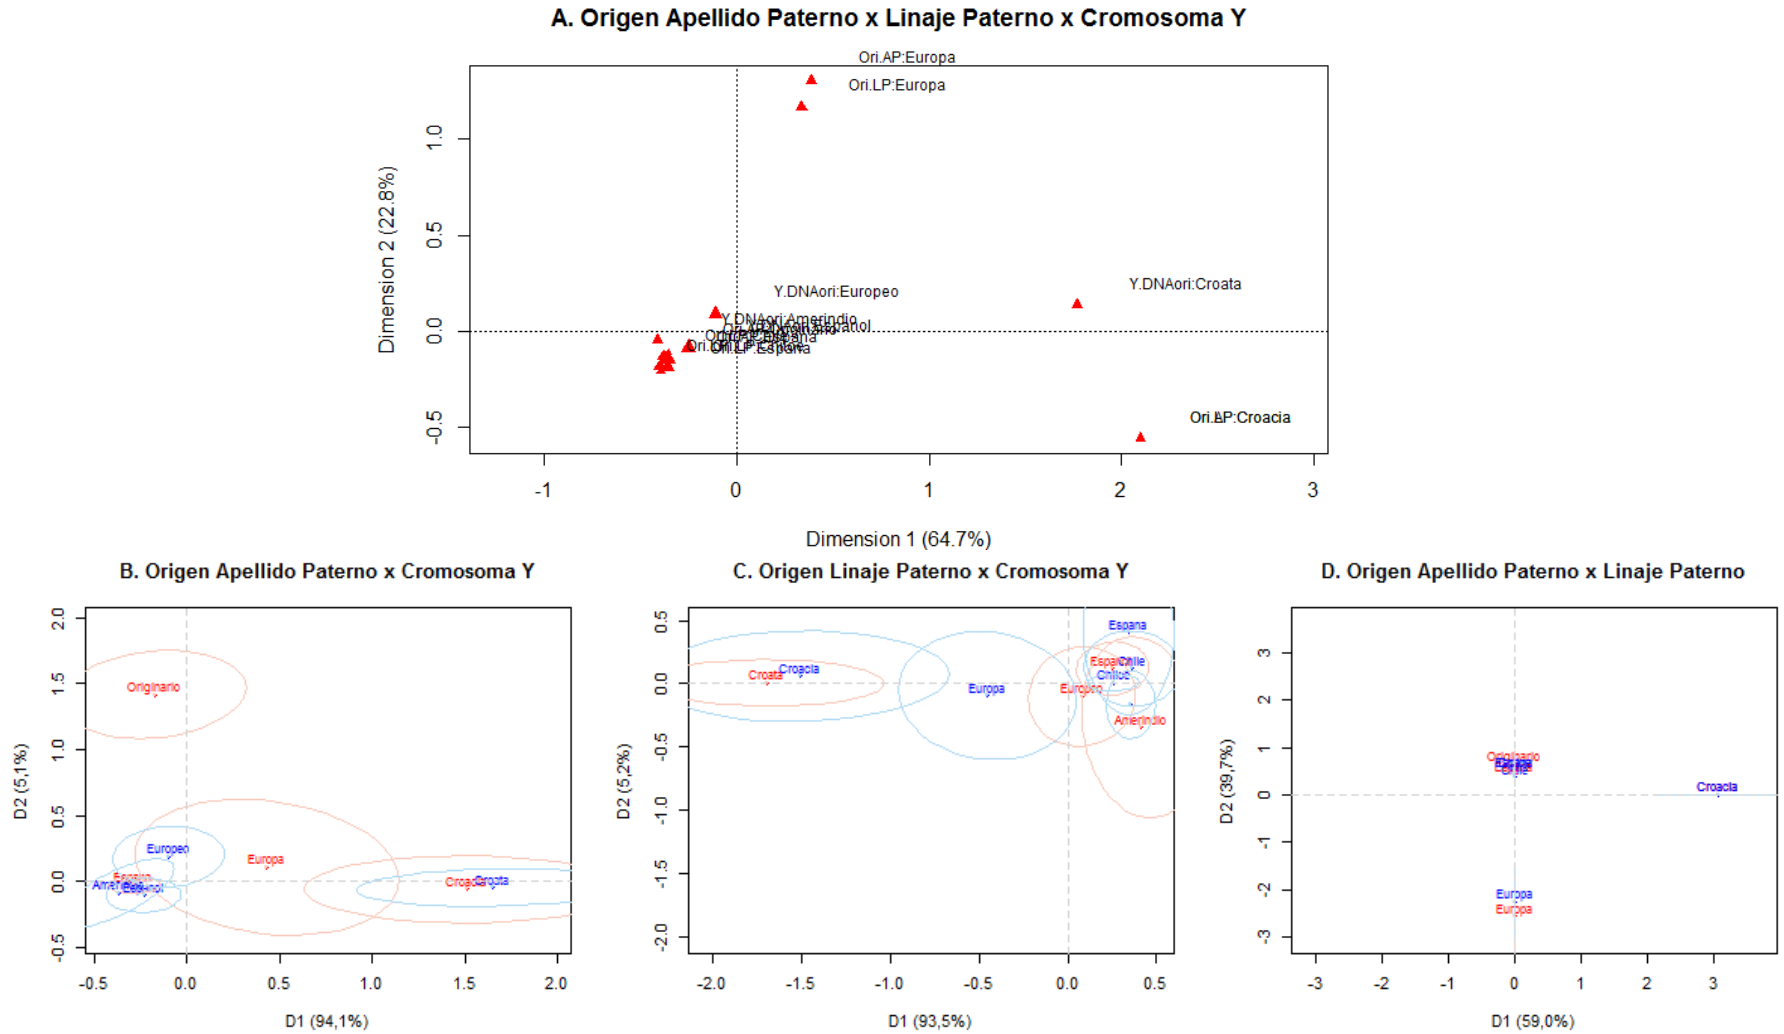 A. Origen Apellido Paterno x Linaje Paterno x Cromosoma Y
Ori.AP:Europa
Ori.LP:Europa
1.0
0.5
0.0
-0.5
Dimension 2 (22.8%)
Y.DNAori:Europeo
Y.DNAori:Croata
Y.DNAori:Amerindio
Ori.LP:Espana
Ori.LP:Croacia
-1
0
1
2
3
Dimension 1 (64.7%)
B. Origen Apellido Paterno x Cromosoma Y
2.0
1.5
1.0
0.5
0.0
-0.5
D2 (5,1%)
Originario
Europeo
Europa
Croata
-0.5
0.0
0.5
1.0
1.5
2.0
D1 (94,1%)
C. Origen Linaje Paterno x Cromosoma Y
0.5
0.0
-0.5
-1.0
-1.5
-2.0
D2 (5,2%)
Espana
Croacia
Croata
Europa
Europeo
Chile
Chiloe
Amerindio
-2.0
-1.5
-1.0
-0.5
0.0
0.5
D1 (93,5%)
D. Origen Apellido Paterno x Linaje Paterno
3
2
1
0
-1
-2
-3
D2 (39,7%)
Originario
Chile
Croacia
Europa
Europa
-3
-2
-1
0
1
2
3
D1 (59,0%)